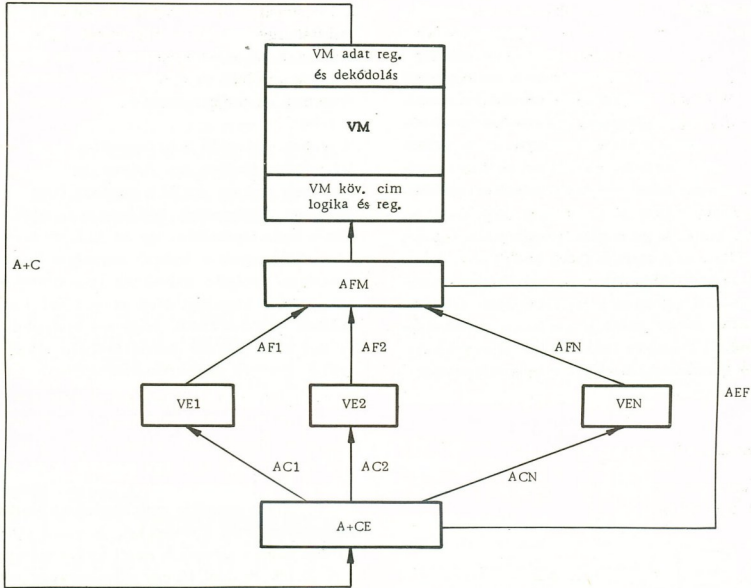 VM adat reg.
és dekódolás
VM
VM köv. cim
logika és reg.
A+C
AFM
AF1
AF2
AFN
VE1
VE2
VEN
AEF
AC1
AC2
ACN
A+CE